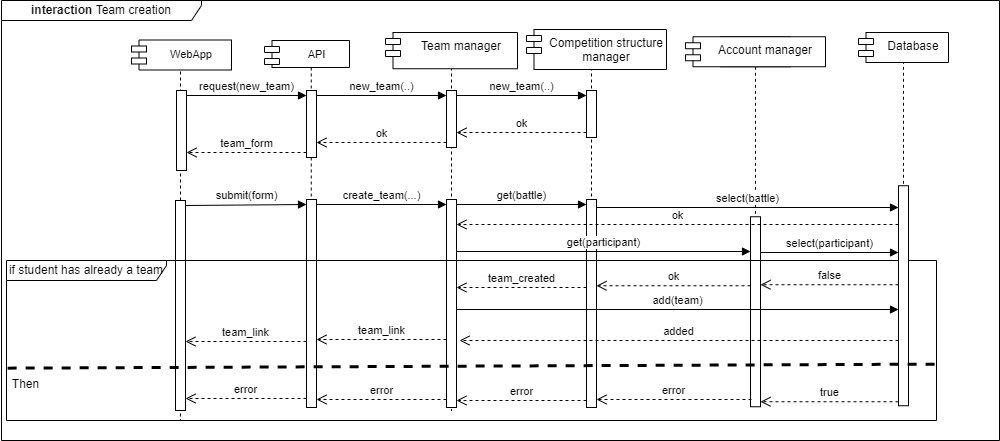 interaction Team creation
WebApp
API
Team manager
Competition structure
manager
Account manager
Database
request(new_team)
new_team(..)
new_team(..)
ok
ok
team_form
submit(form)
create_team(...)
get(battle)
select(battle)
ok
get(participant)
select(participant)
if student has already a team
false
ok
team_created
add(team)
added
team_link
team_link
Then
error
error
error
error
true